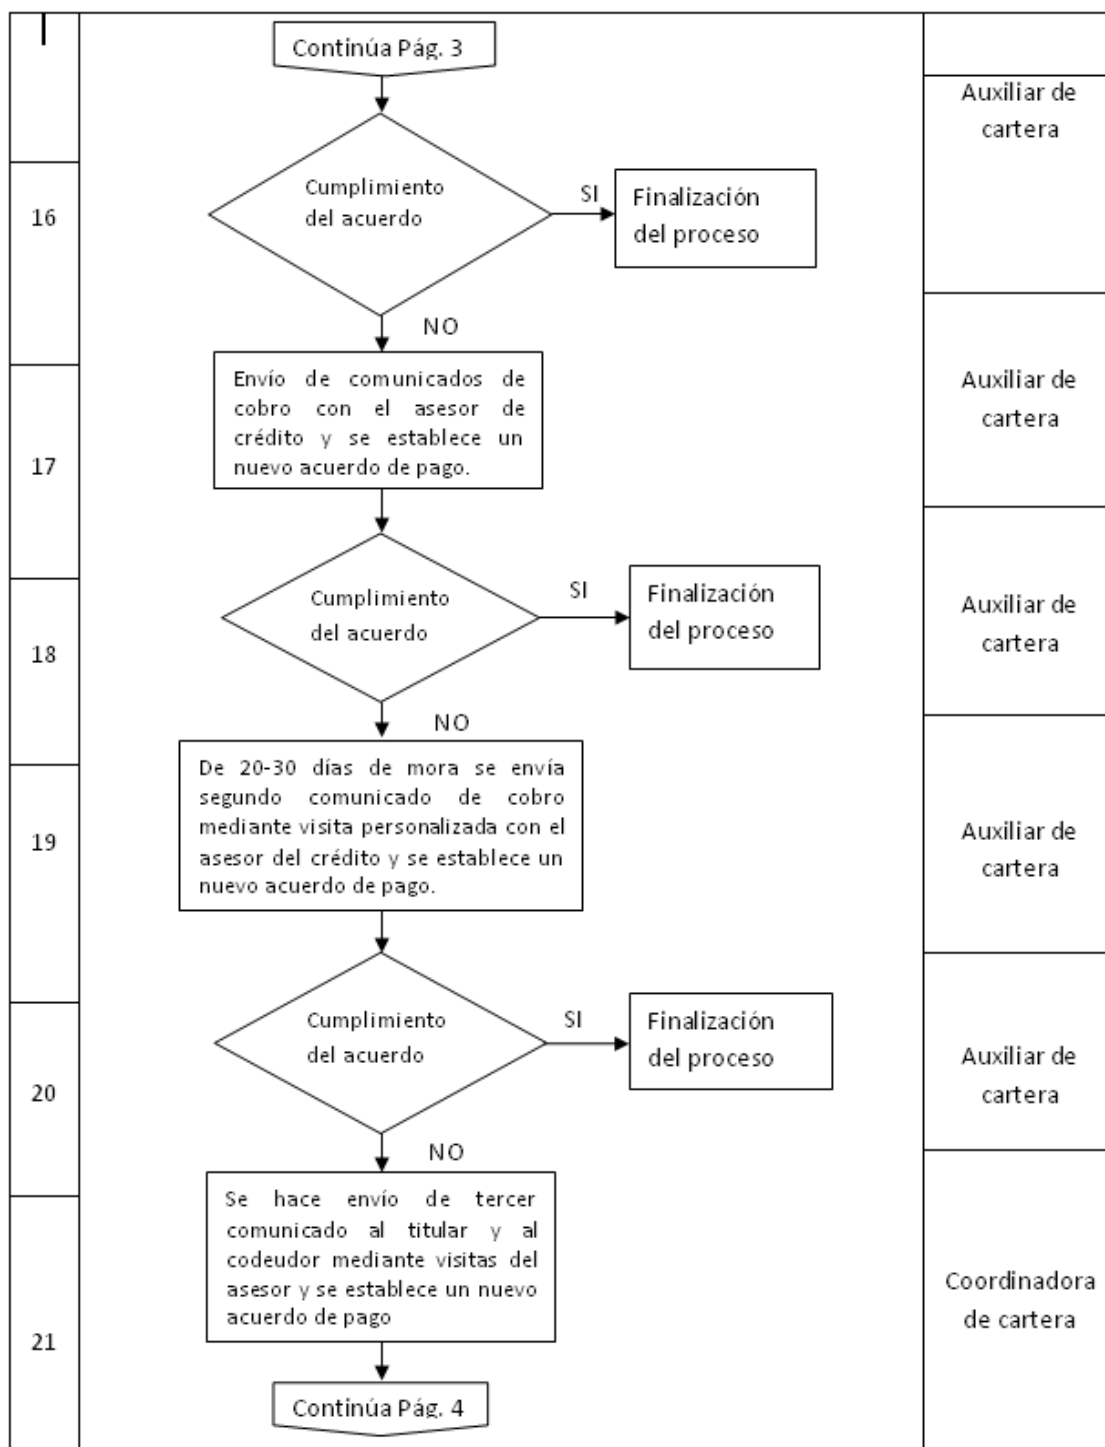 Continúa Pág. 3
Auxiliar de
cartera
16
Cumplimiento
del acuerdo
SI
Finalización
del proceso
NO
17
Envío de comunicados de
cobro con el asesor de
crédito y se establece un
nuevo acuerdo de pago.
Auxiliar de
cartera
18
Cumplimiento
del acuerdo
SI
Finalización
del proceso
Auxiliar de
cartera
NO
19
De 20-30 días de mora se envía
segundo comunicado de cobro
mediante visita personalizada con el
asesor del crédito y se establece un
nuevo acuerdo de pago.
Auxiliar de
cartera
20
Cumplimiento
del acuerdo
SI
Finalización
del proceso
Auxiliar de
cartera
NO
21
Se hace envío de tercer
comunicado al titular y al
codeudor mediante visitas del
asesor y se establece un nuevo
acuerdo de pago
Coordinadora
de cartera
Continúa Pág. 4